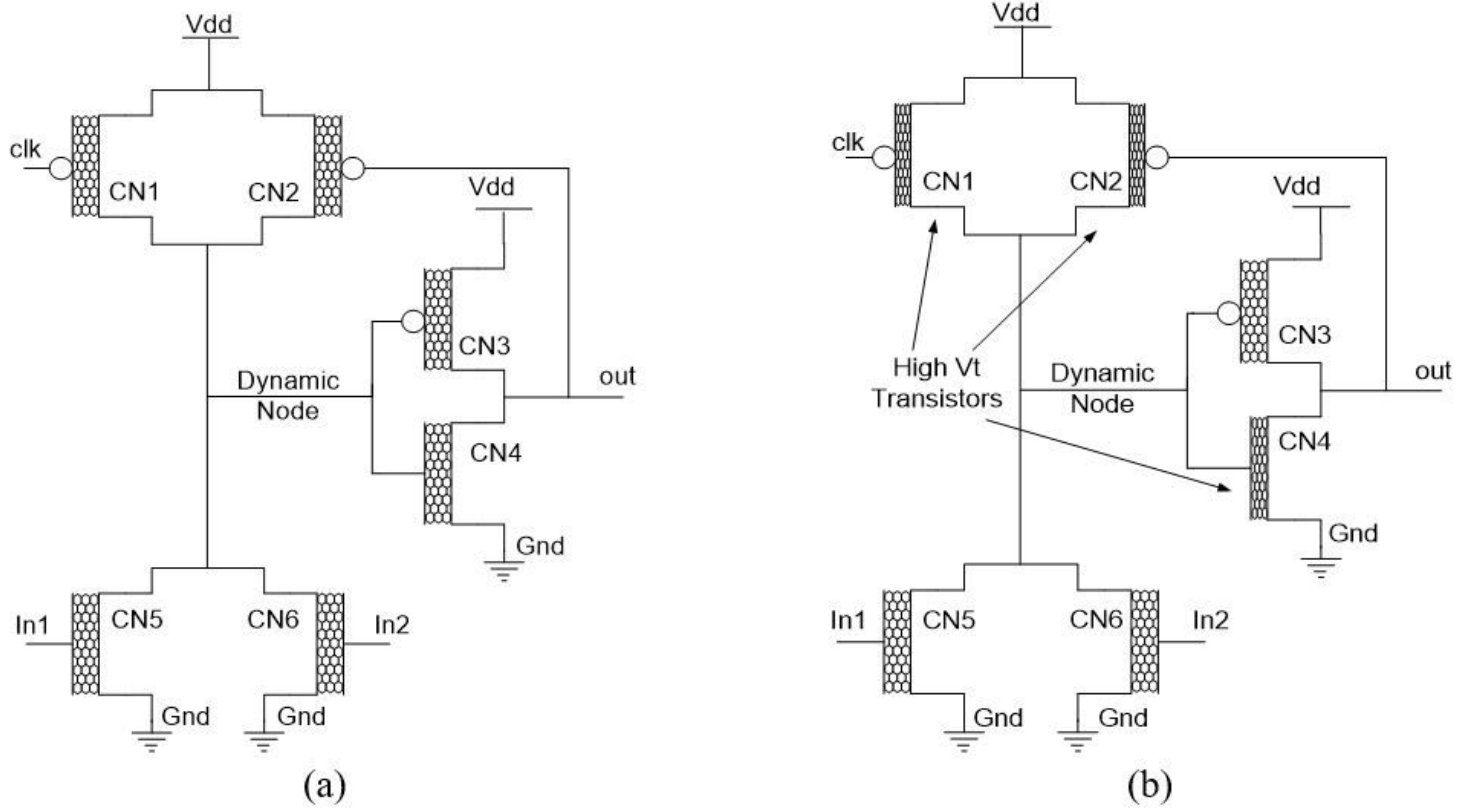 Vdd
clk
CN1
CN2
Vdd
CN3
Dynamic
Node
out
CN4
Gnd
In1
CN5
CN6
In2
Gnd
Gnd
(a)
Vdd
clk
CN1
CN2
Vdd
CN3
High Vt
Transistors
Dynamic
Node
out
CN4
Gnd
In1
CN5
CN6
In2
Gnd
Gnd
(b)